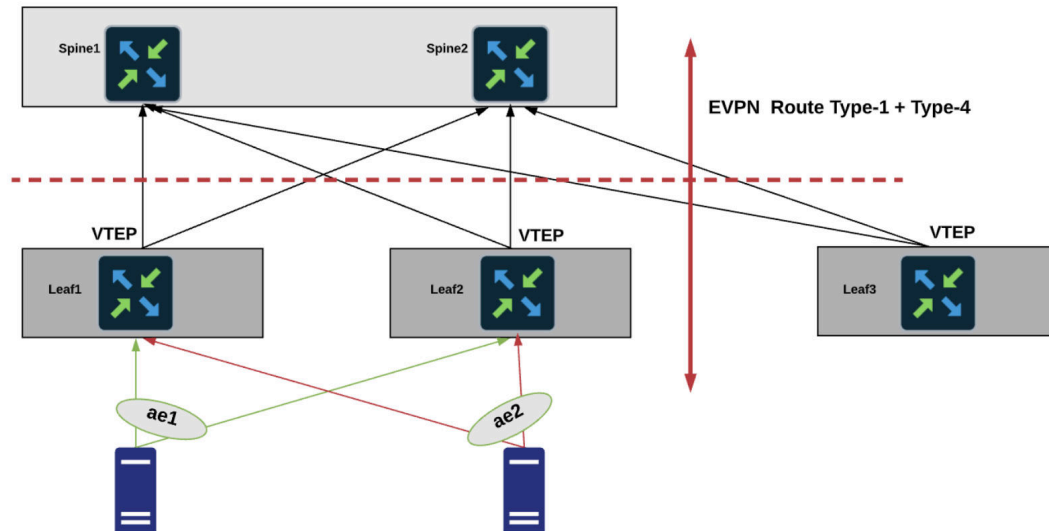 Spine1
Spine2
EVPN Route Type-1 + Type-4
VTEP
VTEP
VTEP
Leaf1
Leaf2
Leaf3
ae1
ae2